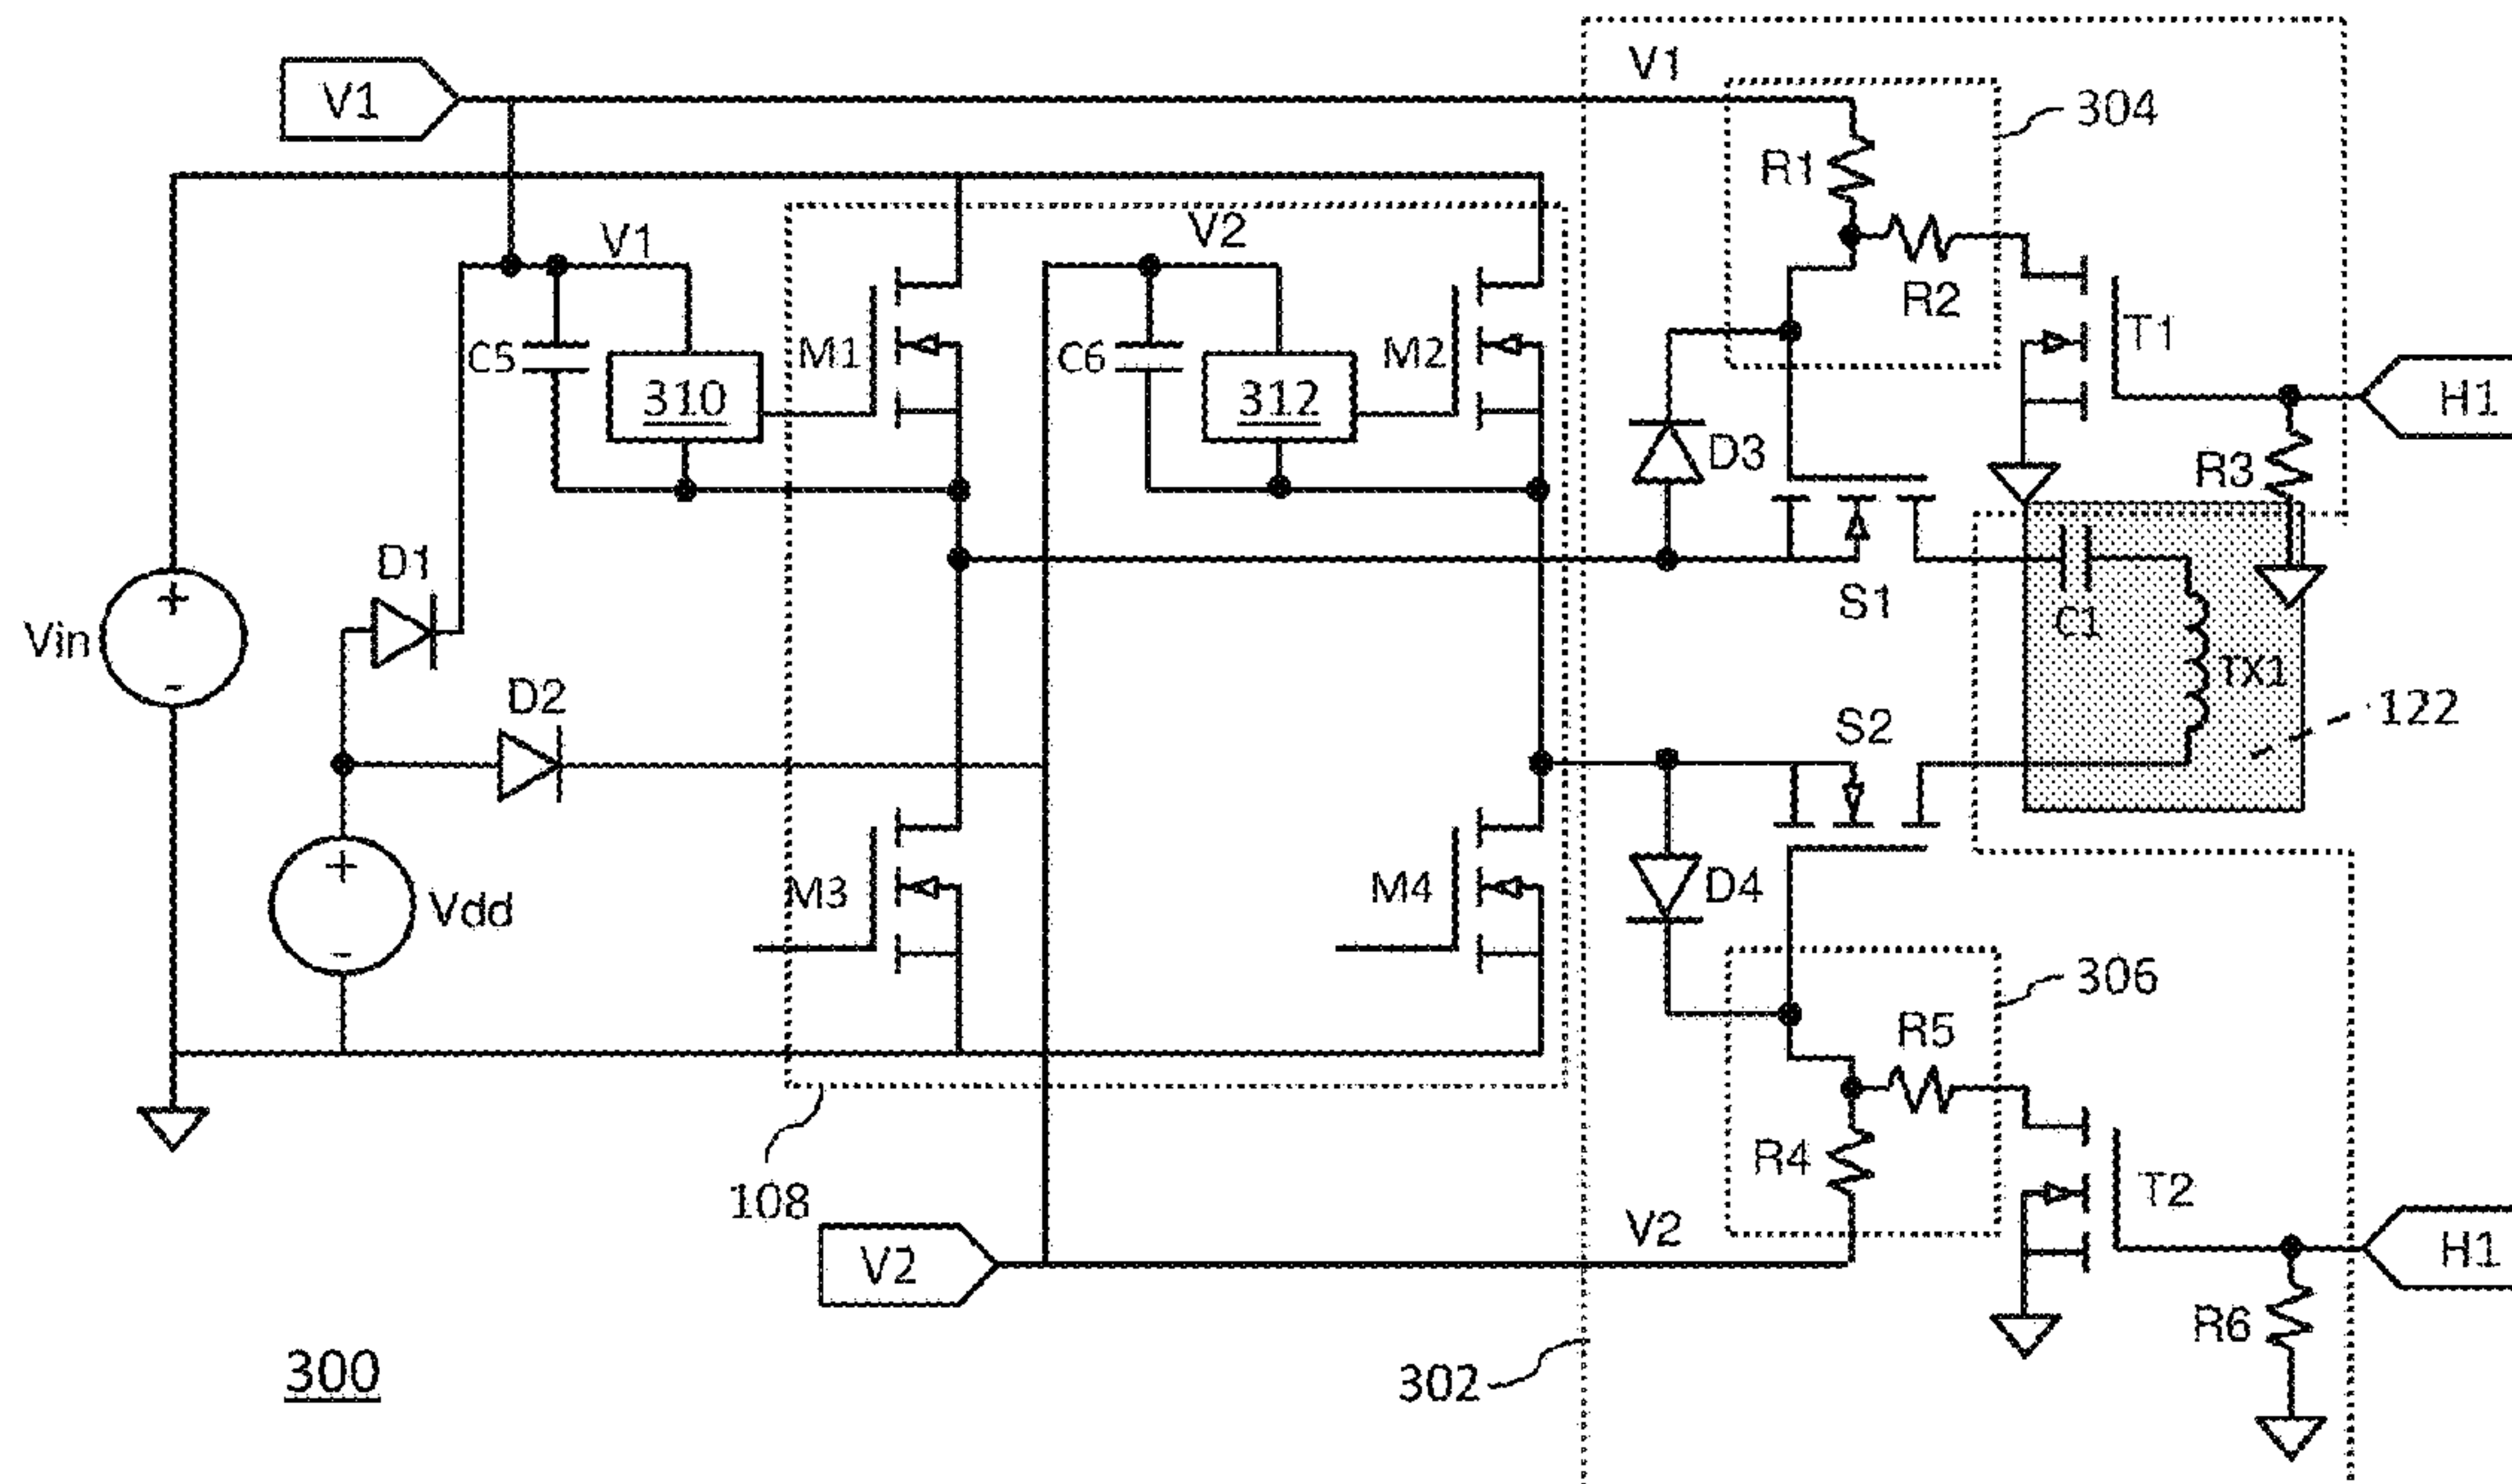 V1
V1
304
R1
R2
T1
H1
R3
V1
V2
C5
310
M1
C6
312
M2
D3
S1
C1
TX1
122
Vin
+
-
D1
D2
S2
Vdd
+
-
M3
M4
D4
306
R5
R4
T2
H1
R6
108
V2
V2
302
300